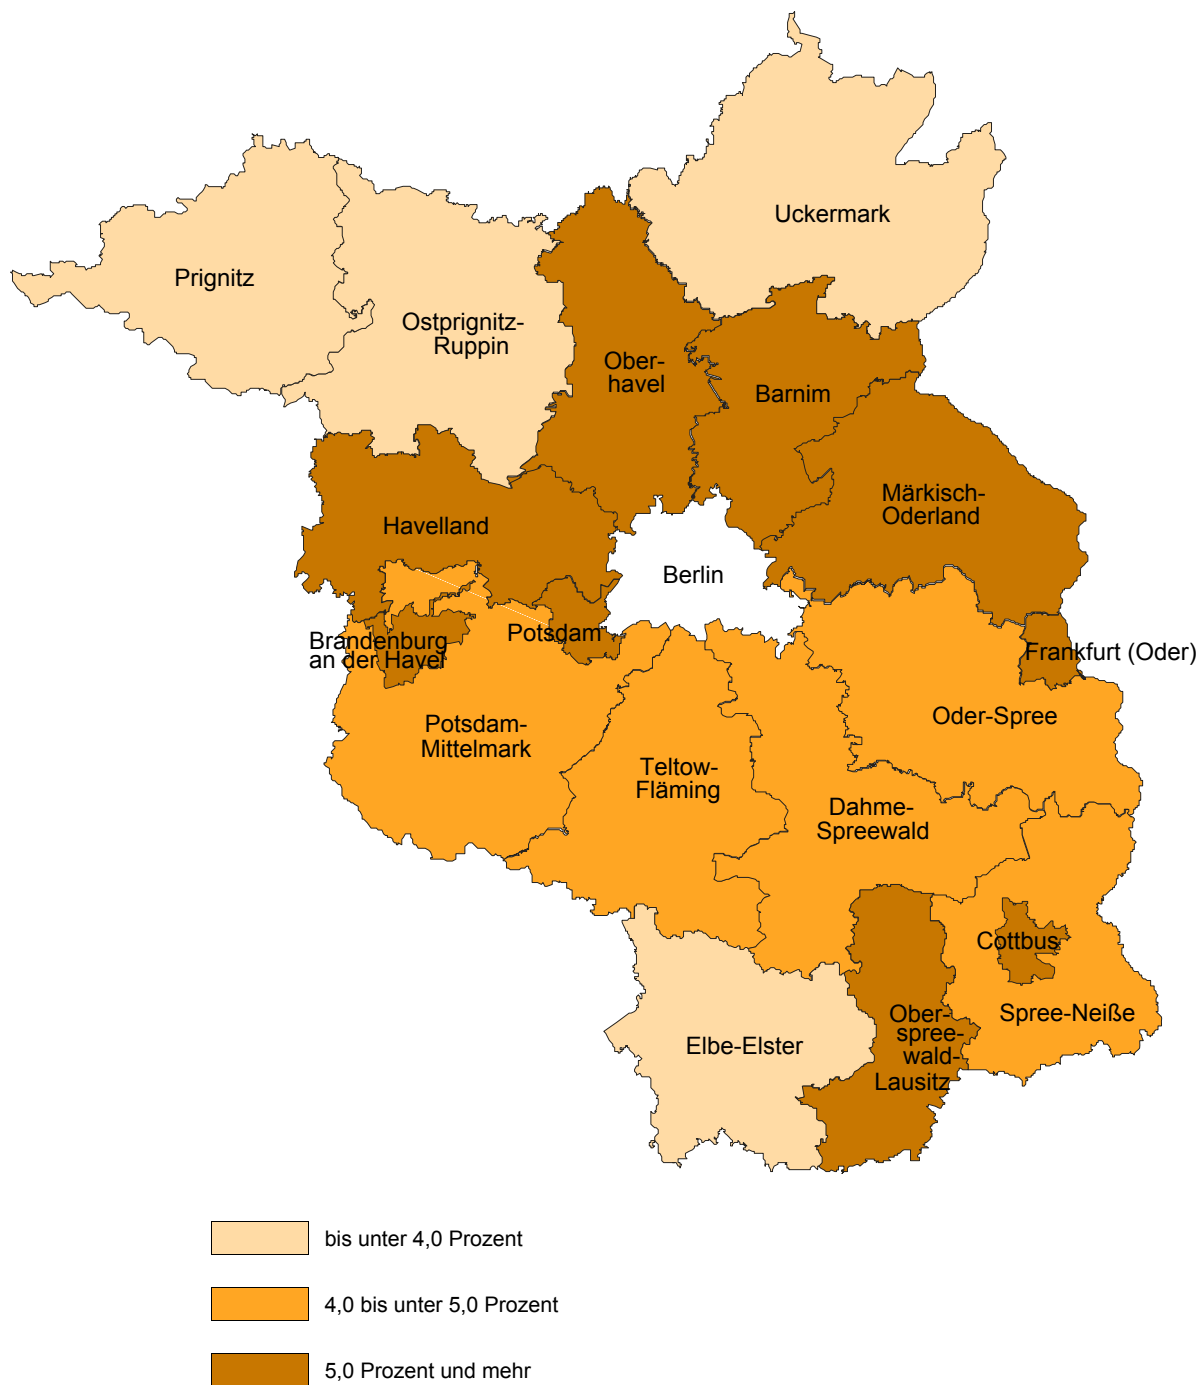 Uckermark
Prignitz
Ostprignitz-
Ruppin
Ober-
havel
Barnim
Märkisch-
Oderland
Havelland
Berlin
Potsdam
Brandenburg
an der Havel
Frankfurt (Oder)
Oder-Spree
Potsdam-
Mittelmark
Teltow-
Fläming
Dahme-
Spreewald
Cottbus
Spree-Neiße
Ober-
spree-
wald-
Lausitz
Elbe-Elster
bis unter 4,0 Prozent
4,0 bis unter 5,0 Prozent
5,0 Prozent und mehr